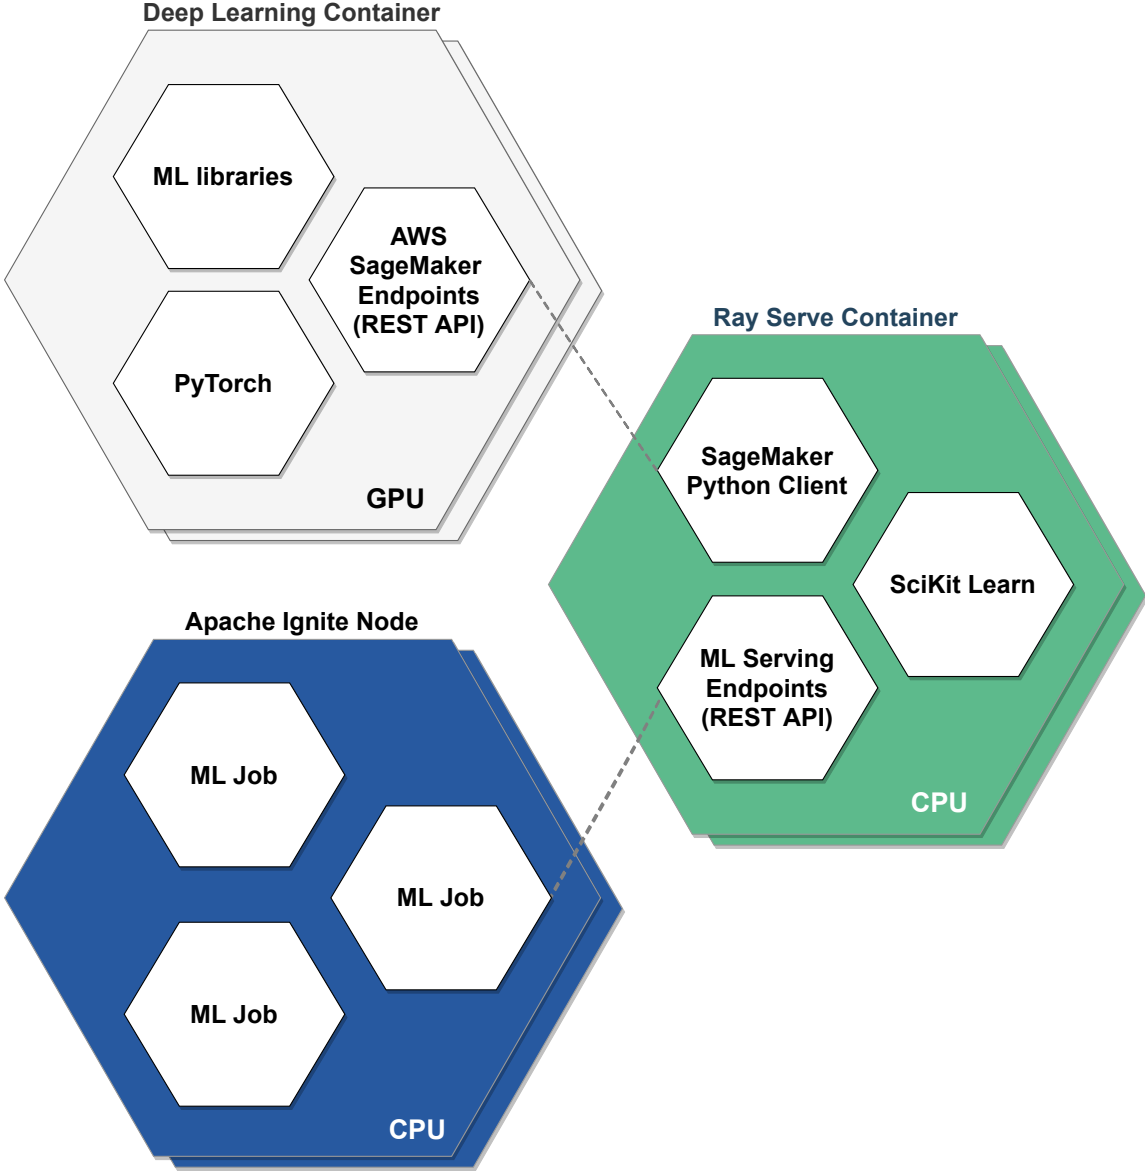 Deep Learning Container
ML libraries
AWS
SageMaker
Endpoints
(REST API)
PyTorch
GPU
Ray Serve Container
SageMaker
Python Client
SciKit Learn
ML Serving
Endpoints
(REST API)
CPU
Apache Ignite Node
ML Job
ML Job
ML Job
CPU